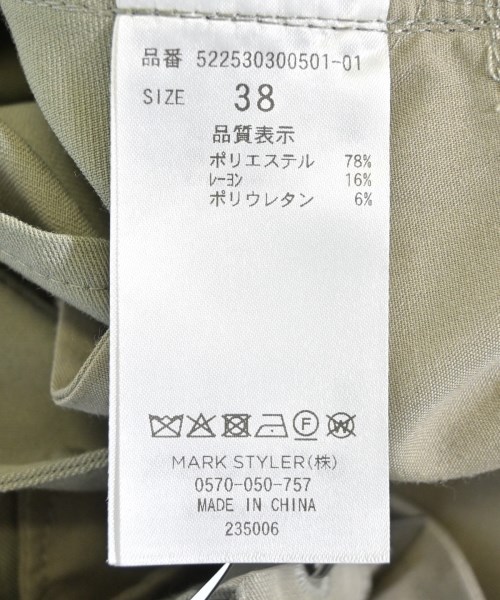 品番 522530300501-01
SIZE 38
品質表示
ポリエステル 78%
レーヨン 16%
ポリウレタン 6%
F W
MARK STYLER(株)
0570-050-757
MADE IN CHINA
235006